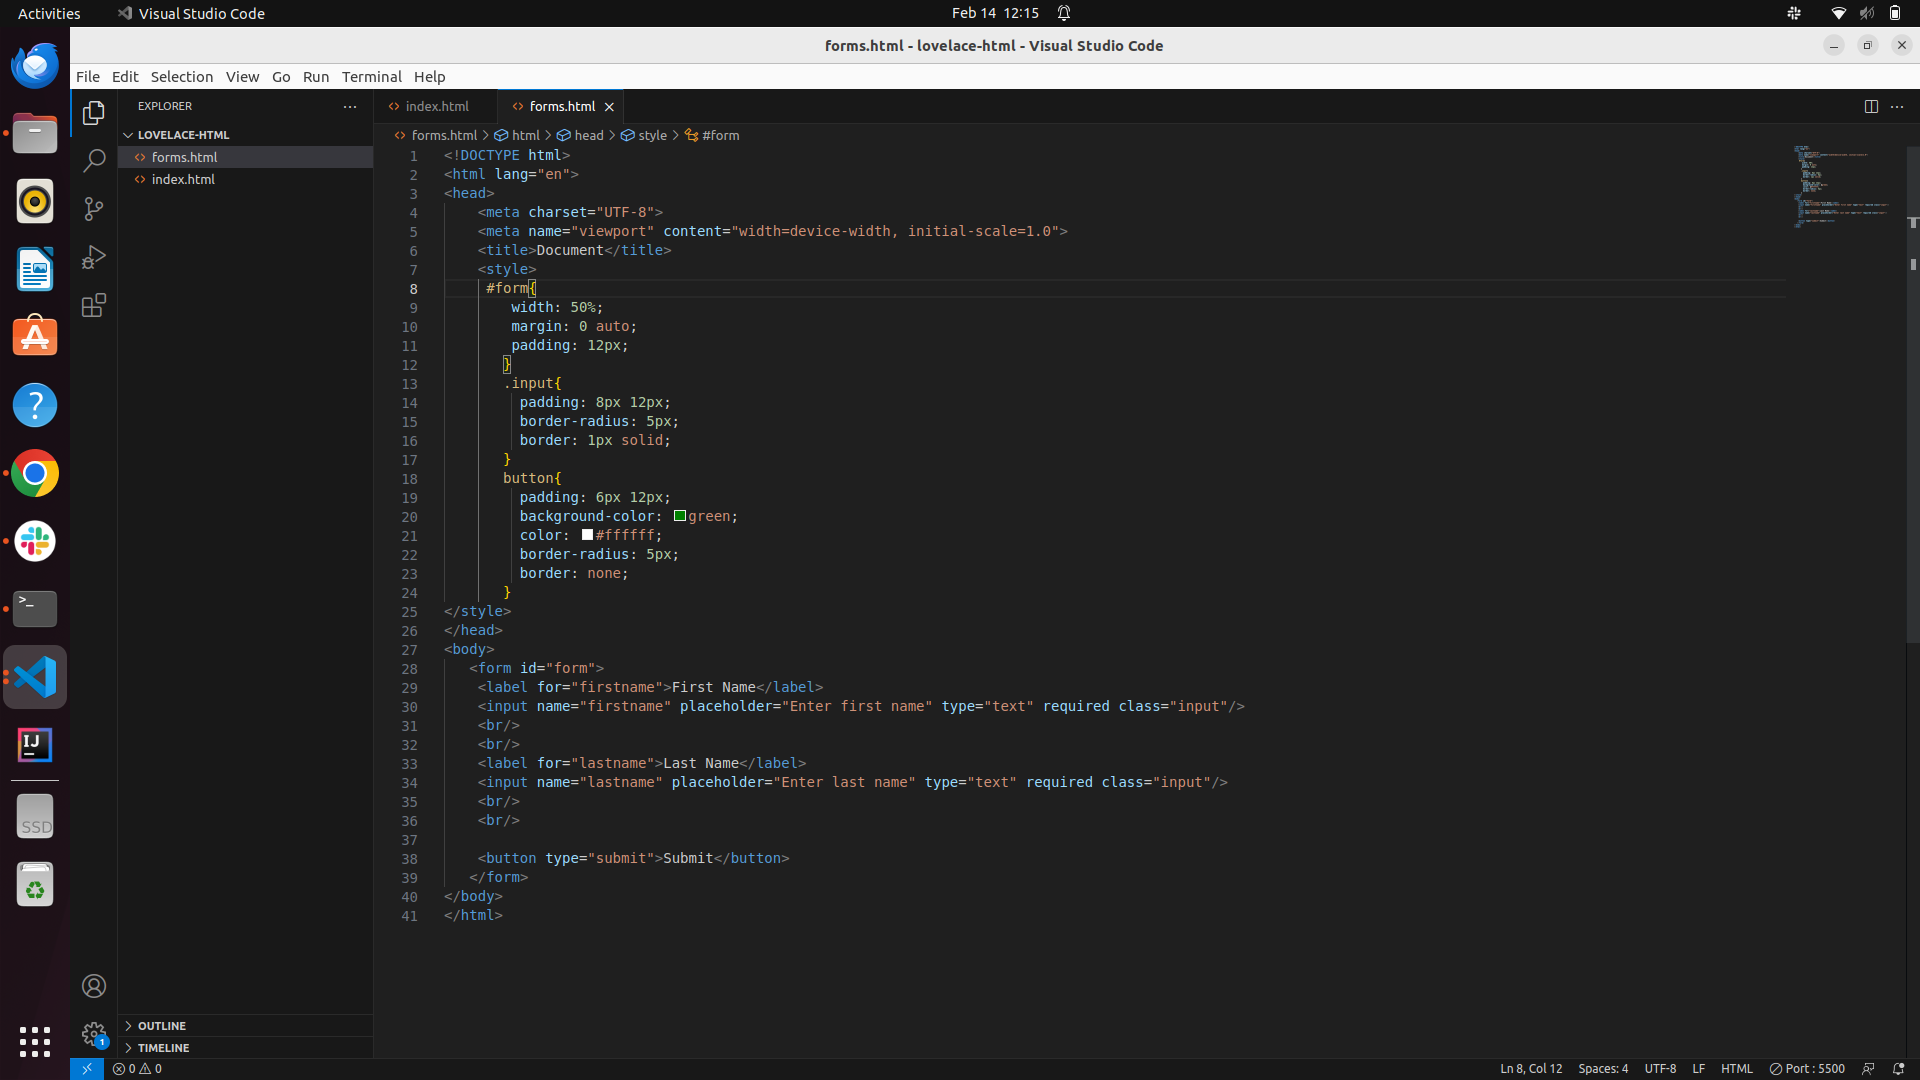 Activities Visual Studio Code Feb 14 12:15
forms.html - lovelace-html - Visual Studio Code
File Edit Selection View Go Run Terminal Help
EXPLORER
LOVELACE-HTML
forms.html
index.html
OUTLINE
TIMELINE
index.html forms.html
forms.html > html > head > style > #form
1 <!DOCTYPE html>
2 <html lang="en">
3 <head>
4 <meta charset="UTF-8">
5 <meta name="viewport" content="width=device-width, initial-scale=1.0">
6 <title>Document</title>
7 <style>
8 #form{
9 width: 50%;
10 margin: 0 auto;
11 padding: 12px;
12 }
13 .input{
14 padding: 8px 12px;
15 border-radius: 5px;
16 border: 1px solid;
17 }
18 button{
19 padding: 6px 12px;
20 background-color: green;
21 color: #ffffff;
22 border-radius: 5px;
23 border: none;
24 }
25 </style>
26 </head>
27 <body>
28 <form id="form">
29 <label for="firstname">First Name</label>
30 <input name="firstname" placeholder="Enter first name" type="text" required class="input"/>
31 <br/>
32 <br/>
33 <label for="lastname">Last Name</label>
34 <input name="lastname" placeholder="Enter last name" type="text" required class="input"/>
35 <br/>
36 <br/>
37
38 <button type="submit">Submit</button>
39 </form>
40 </body>
41 </html>
IJ
SSD
1
0 0 Ln 8, Col 12 Spaces: 4 UTF-8 LF HTML Port : 5500